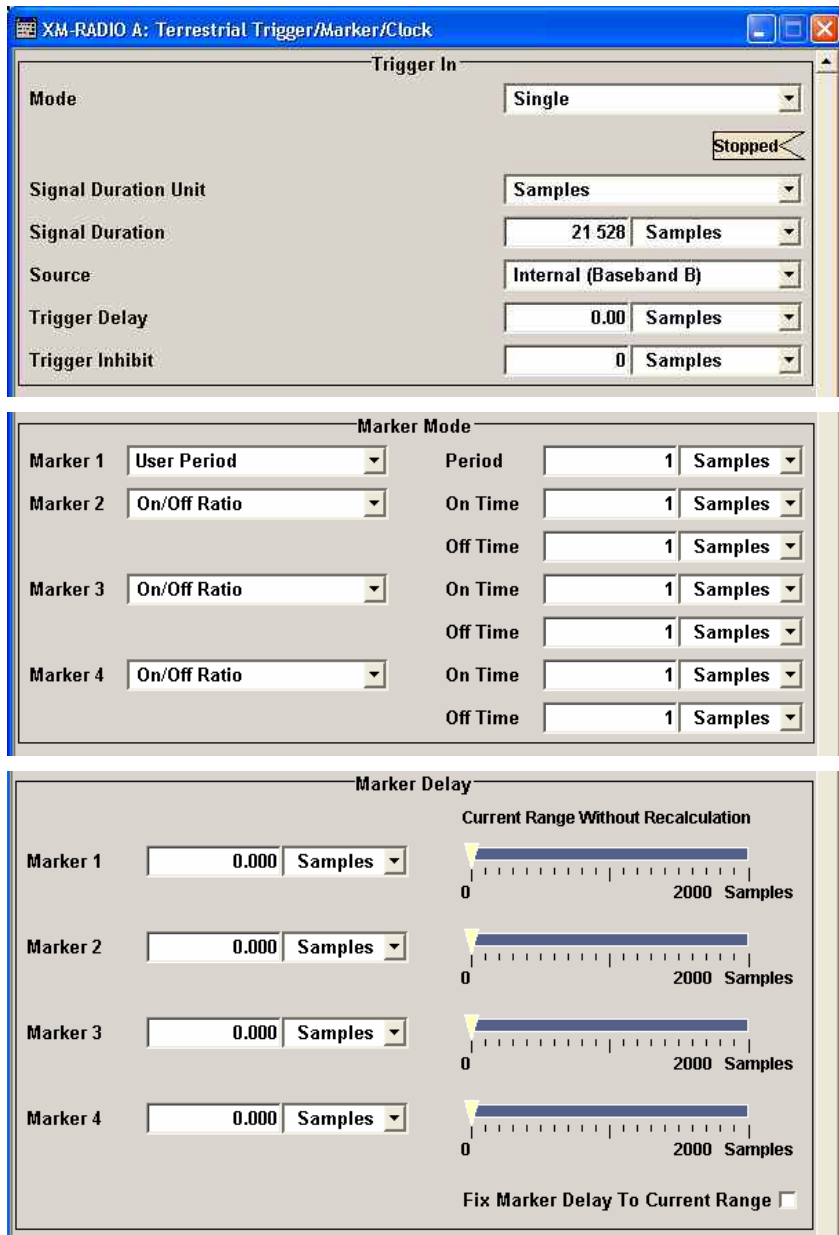 XM-RADIO A: Terrestrial Trigger/Marker/Clock
Trigger In
Mode Single
Stopped
Signal Duration Unit Samples
Signal Duration 21 528 Samples
Source Internal (Baseband B)
Trigger Delay 0.00 Samples
Trigger Inhibit 0 Samples
Marker Mode
Marker 1 User Period Period 1 Samples
Marker 2 On/Off Ratio On Time 1 Samples
Off Time 1 Samples
Marker 3 On/Off Ratio On Time 1 Samples
Off Time 1 Samples
Marker 4 On/Off Ratio On Time 1 Samples
Off Time 1 Samples
Marker Delay
Current Range Without Recalculation
Marker 1 0.000 Samples
0 2000 Samples
Marker 2 0.000 Samples
0 2000 Samples
Marker 3 0.000 Samples
0 2000 Samples
Marker 4 0.000 Samples
0 2000 Samples
Fix Marker Delay To Current Range